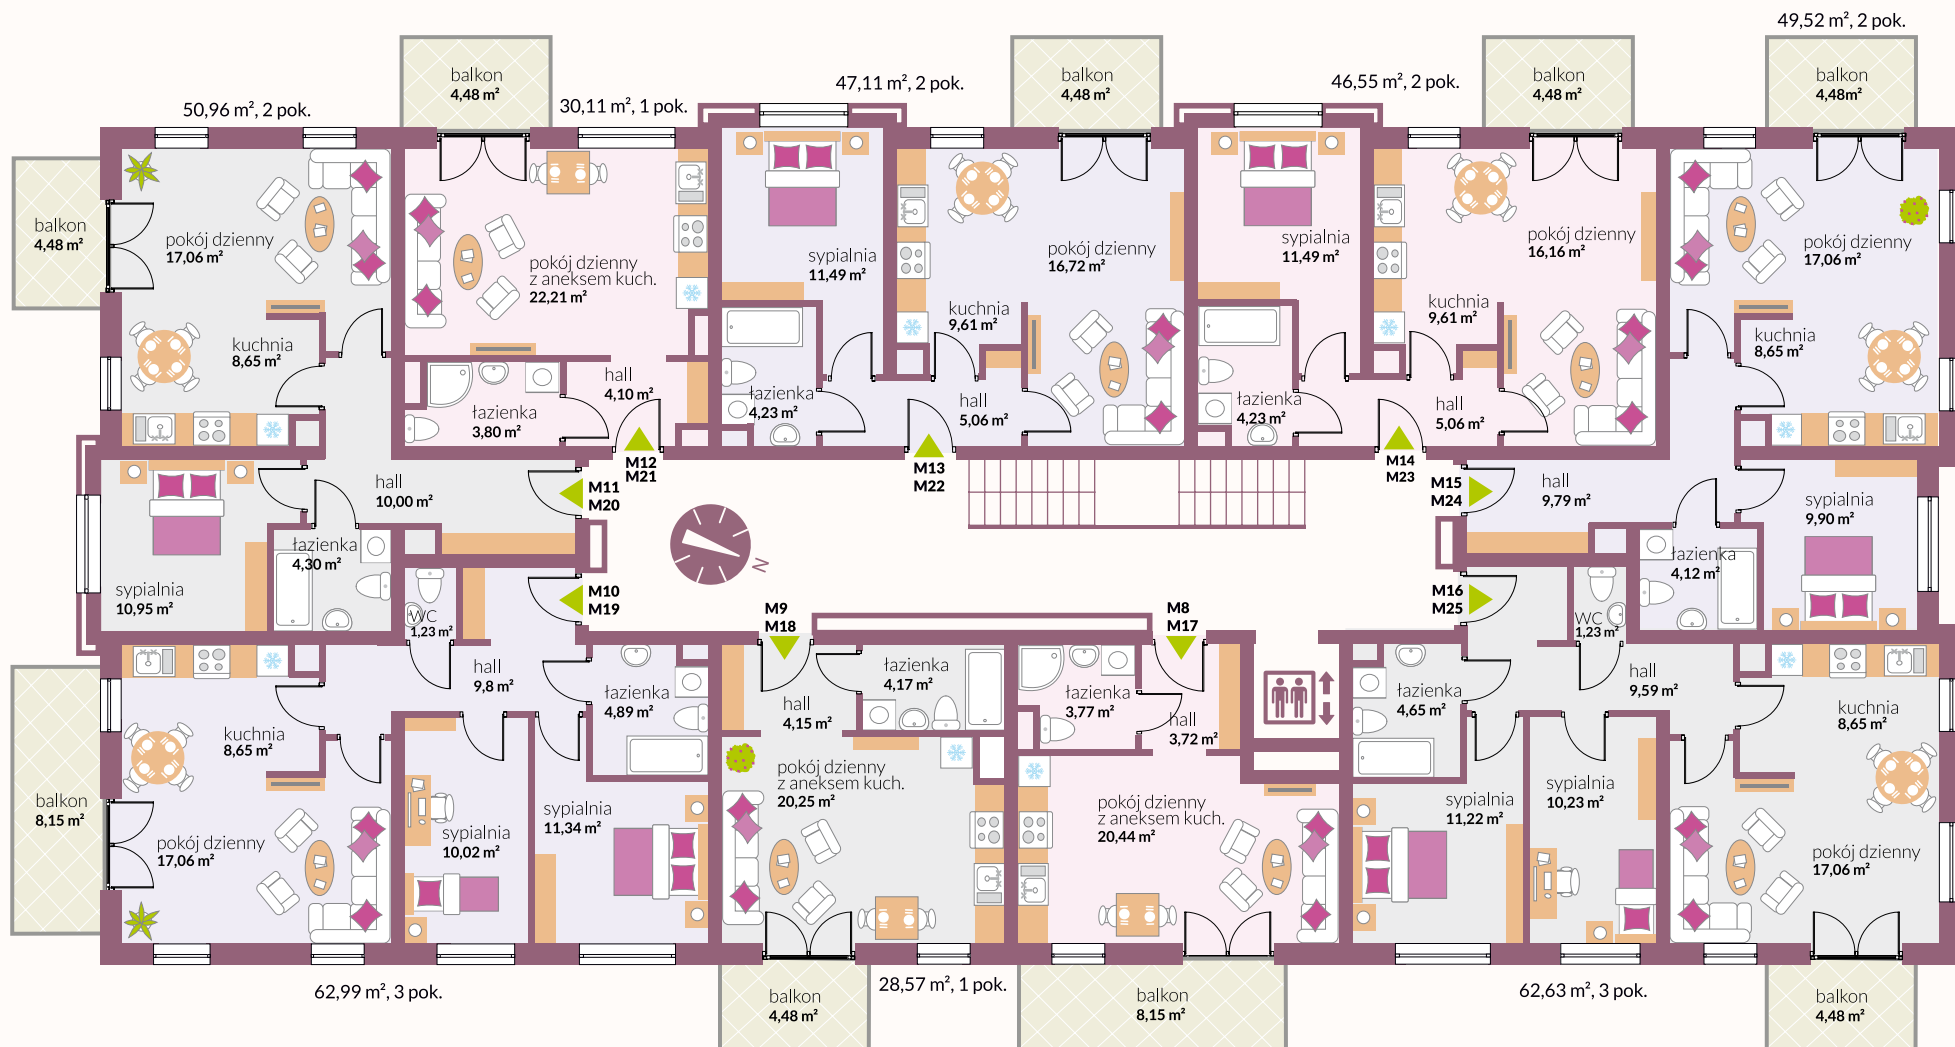 49,52 m², 2 pok.
balkon
4,48 m²
balkon
4,48 m²
balkon
4,48 m²
balkon
4,48m²
50,96 m², 2 pok.
30,11 m², 1 pok.
47,11 m², 2 pok.
46,55 m², 2 pok.
balkon
4,48 m²
pokój dzienny
17,06 m²
kuchnia
8,65 m²
pokój dzienny
z aneksem kuch.
22,21 m²
łazienka
3,80 m²
hall
4,10 m²
sypialnia
11,49 m²
łazienka
4,23 m²
kuchnia
9,61 m²
pokój dzienny
16,72 m²
hall
5,06 m²
sypialnia
11,49 m²
łazienka
4,23 m²
kuchnia
9,61 m²
pokój dzienny
16,16 m²
hall
5,06 m²
pokój dzienny
17,06 m²
kuchnia
8,65 m²
M12
M21
M13
M22
M14
M23
M11
M20
M15
M24
hall
10,00 m²
sypialnia
10,95 m²
łazienka
4,30 m²
N
hall
9,79 m²
sypialnia
9,90 m²
łazienka
4,12 m²
M10
M19
M9
M18
M8
M17
M16
M25
WC
1,23 m²
hall
9,8 m²
łazienka
4,89 m²
kuchnia
8,65 m²
balkon
8,15 m²
pokój dzienny
17,06 m²
sypialnia
10,02 m²
sypialnia
11,34 m²
hall
4,15 m²
łazienka
4,17 m²
pokój dzienny
z aneksem kuch.
20,25 m²
łazienka
3,77 m²
hall
3,72 m²
pokój dzienny
z aneksem kuch.
20,44 m²
WC
1,23 m²
hall
9,59 m²
łazienka
4,65 m²
sypialnia
11,22 m²
sypialnia
10,23 m²
kuchnia
8,65 m²
pokój dzienny
17,06 m²
62,99 m², 3 pok.
balkon
4,48 m²
28,57 m², 1 pok.
balkon
8,15 m²
62,63 m², 3 pok.
balkon
4,48 m²